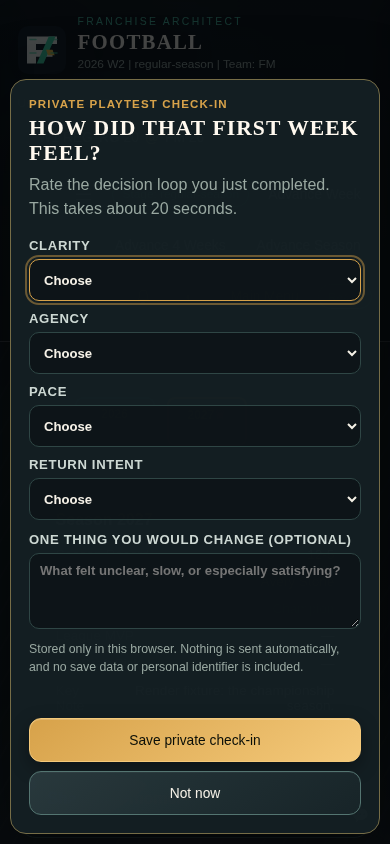 FRANCHISE ARCHITECT
FOOTBALL
2026 W2 | regular-season | Team: FM
PRIVATE PLAYTEST CHECK-IN
HOW DID THAT FIRST WEEK
FEEL?
Rate the decision loop you just completed.
This takes about 20 seconds.
CLARITY
Choose
AGENCY
Choose
PACE
Choose
RETURN INTENT
Choose
ONE THING YOU WOULD CHANGE (OPTIONAL)
What felt unclear, slow, or especially satisfying?
Stored only in this browser. Nothing is sent automatically,
and no save data or personal identifier is included.
Save private check-in
Not now